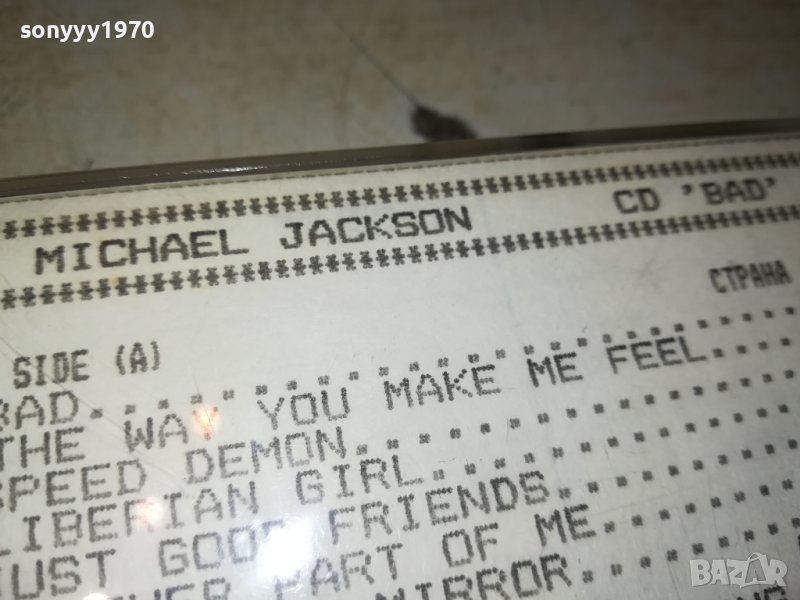 sonyyy1970
**************************************************
MICHAEL JACKSON CD 'BAD'
**************************************************
SIDE (A) СТРАНА
BAD.....................
THE WAY YOU MAKE ME FEEL....
SPEED DEMON..............
LIBERIAN GIRL............
JUST GOOD FRIENDS........
PART OF ME..........
MIRROR..........
BAZAR